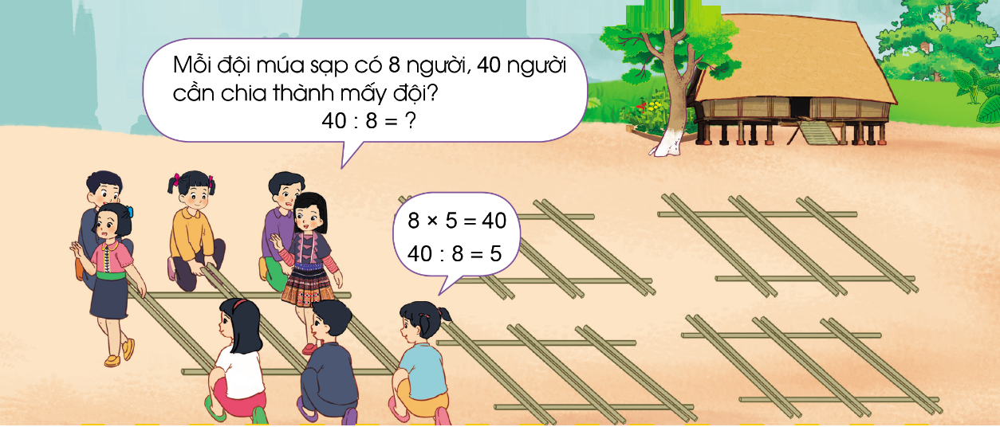 Mỗi đội múa sạp có 8 người, 40 người
cần chia thành mấy đội?
40 : 8 = ?
8 × 5 = 40
40 : 8 = 5